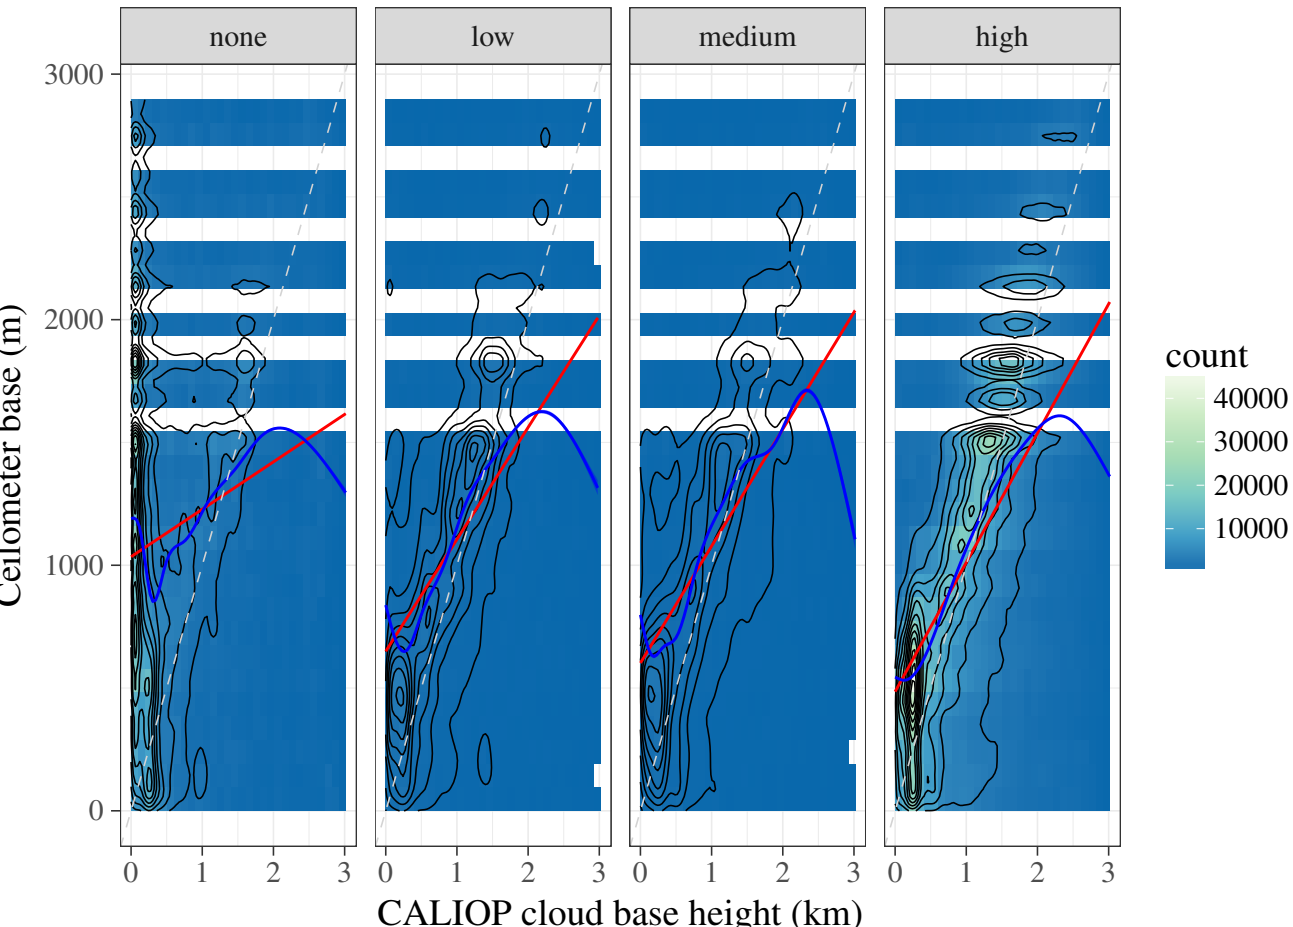 none low medium high
3000
2000
1000
0
Ceilometer base (m)
0 1 2 3 0 1 2 3 0 1 2 3 0 1 2 3
CALIOP cloud base height (km)
count
40000
30000
20000
10000